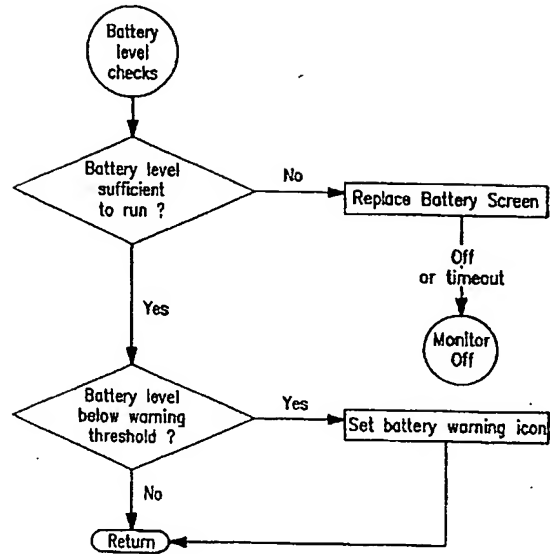 Battery
level
checks
Battery level
sufficient
to run ?
No
Replace Battery Screen
Off
or timeout
Monitor
Off
Yes
Battery level
below warning
threshold ?
Yes
Set battery warning icon
No
Return